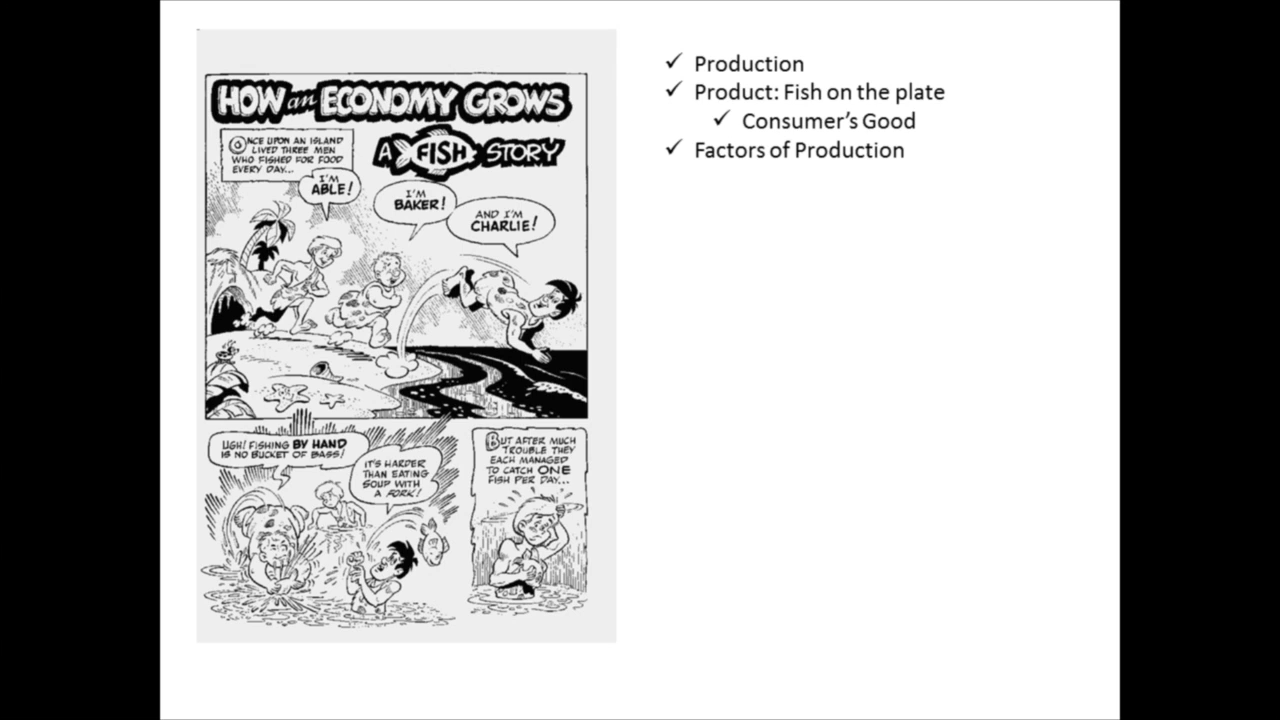 HOW an ECONOMY GROWS
A FISH STORY
ONCE UPON AN ISLAND
LIVED THREE MEN
WHO FISHED FOR FOOD
EVERY DAY...
I'M
ABLE!
I'M
BAKER!
AND I'M
CHARLIE!
UGH! FISHING BY HAND
IS NO BUCKET OF BASS!
IT'S HARDER
THAN EATING
SOUP WITH
A FORK!
BUT AFTER MUCH
TROUBLE THEY
EACH MANAGED
TO CATCH ONE
FISH PER DAY...
✓ Production
✓ Product: Fish on the plate
✓ Consumer's Good
✓ Factors of Production